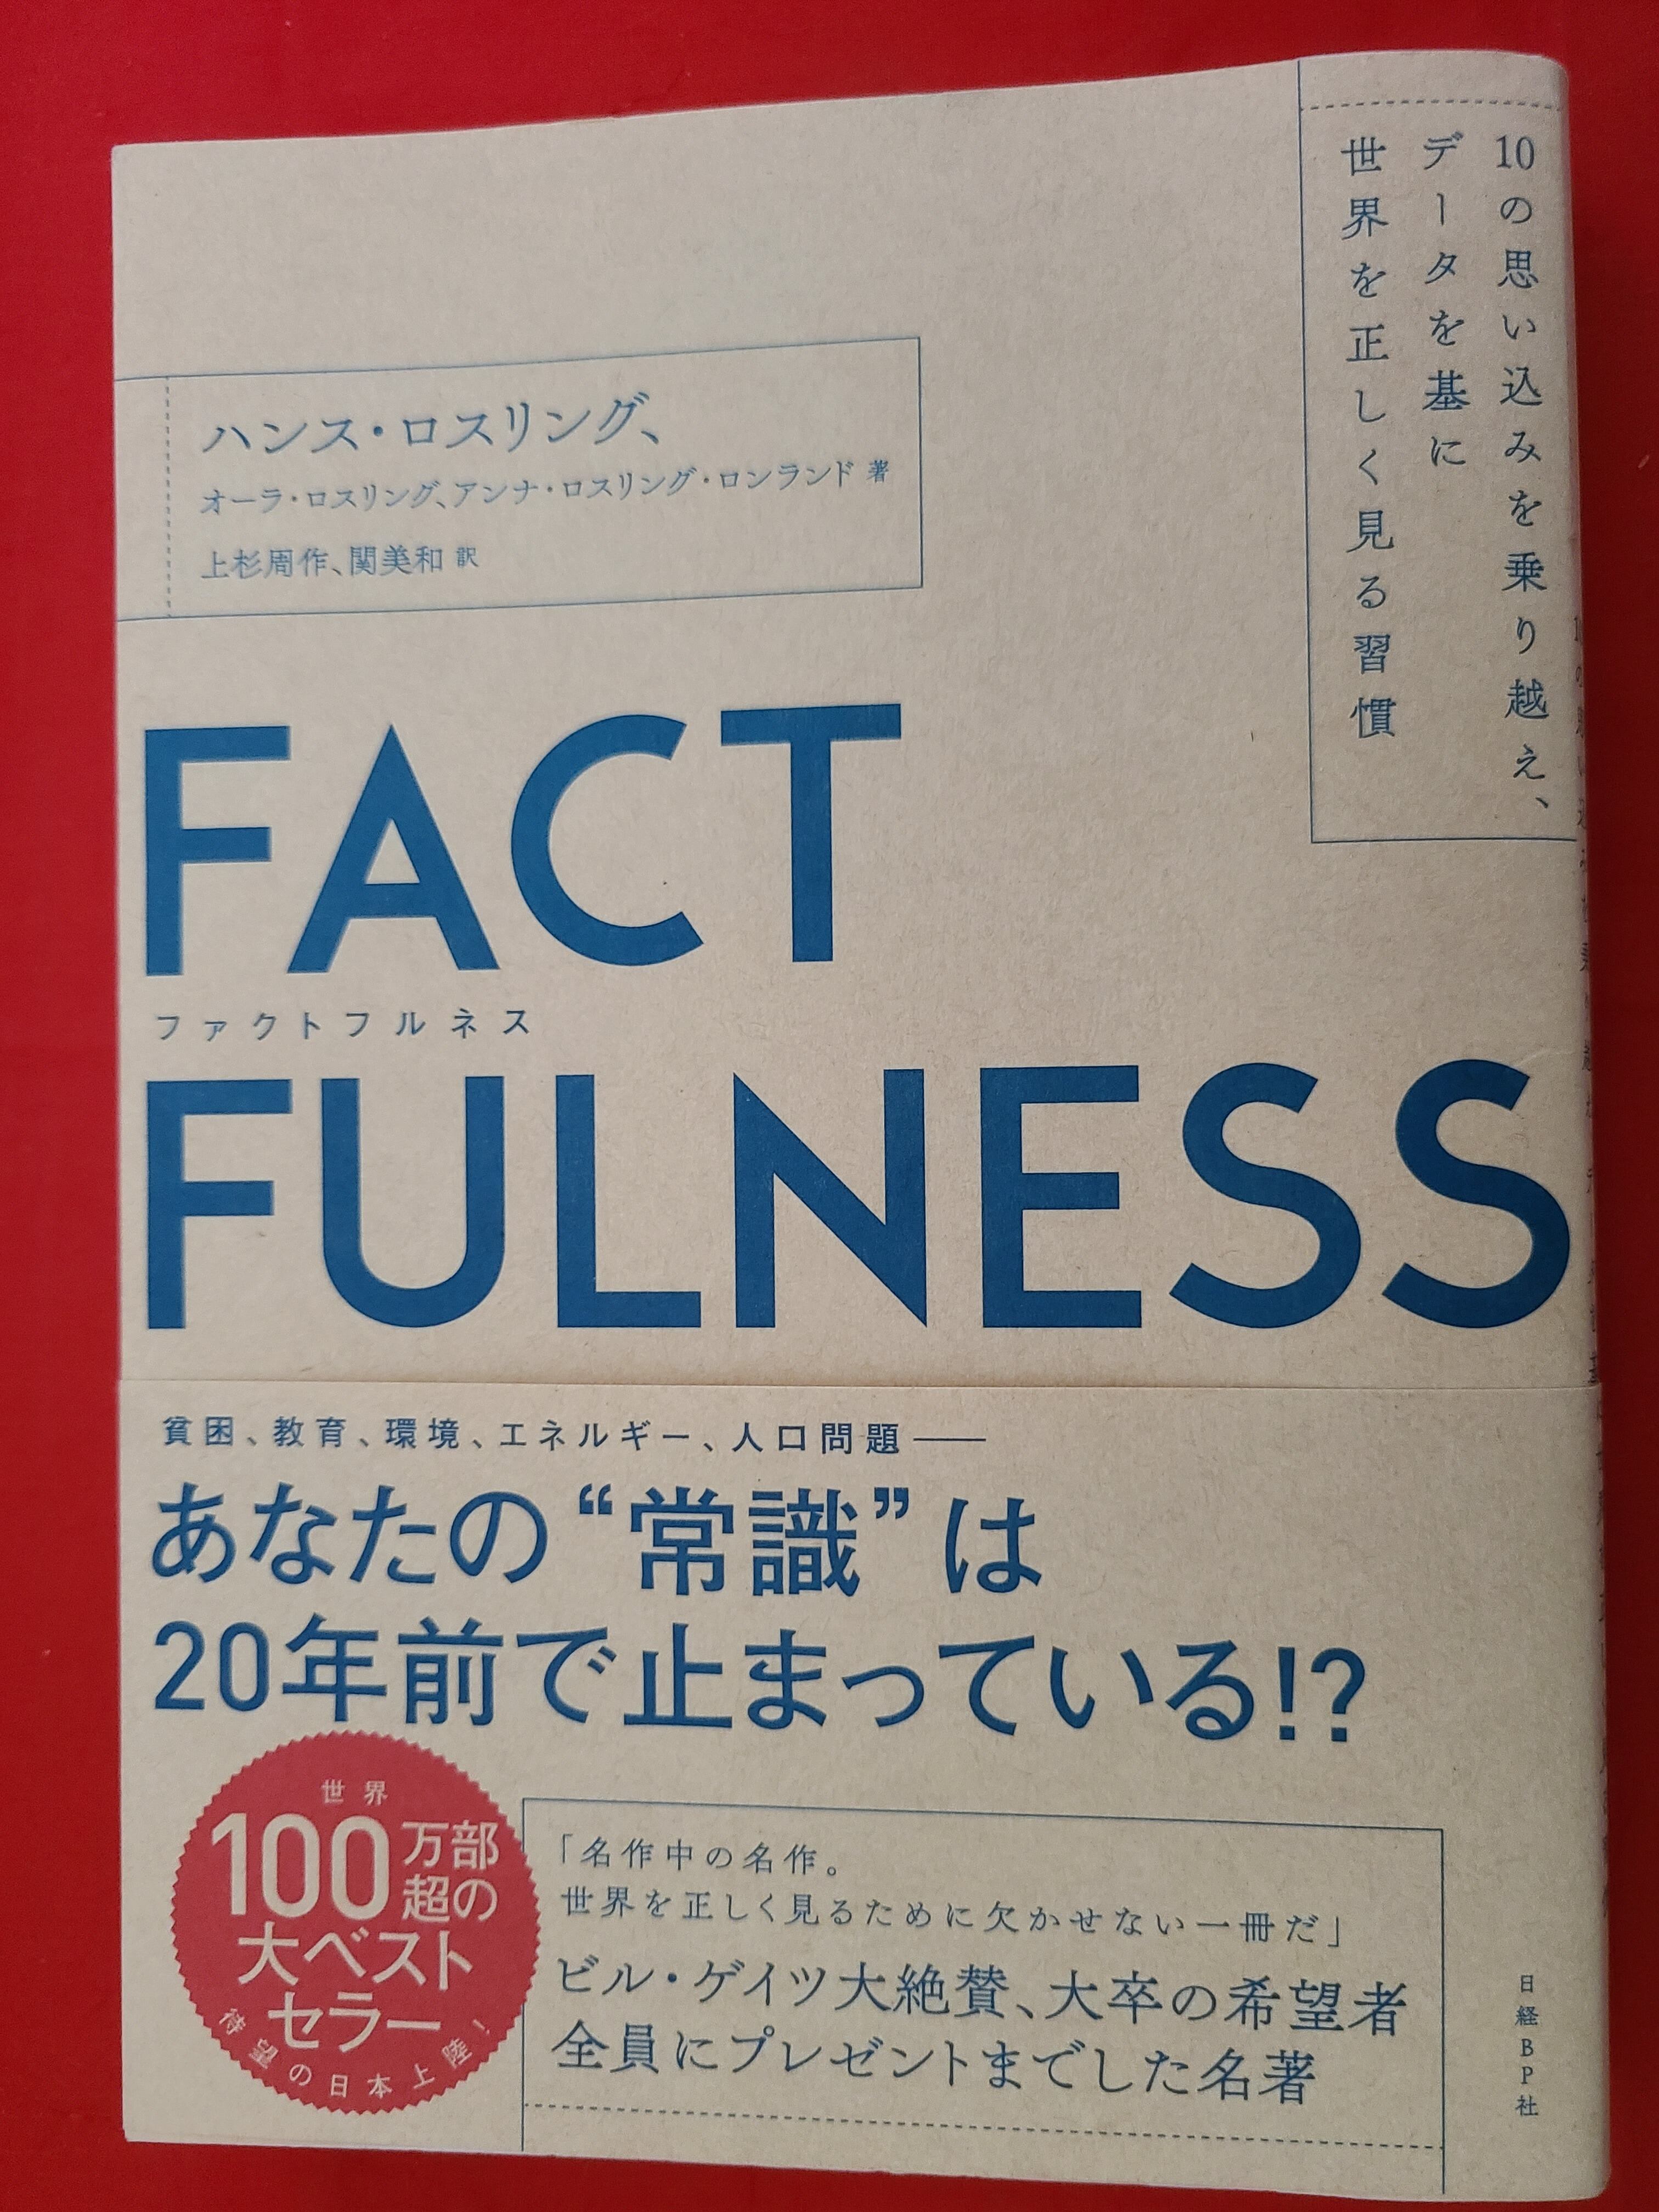 10の思い込みを乗り越え、
データを基に
世界を正しく見る習慣
ハンス・ロスリング、
オーラ・ロスリング、アンナ・ロスリング・ロンランド 著
上杉周作、関美和 訳
FACT
ファクトフルネス
FULNESS
貧困、教育、環境、エネルギー、人口問題――
あなたの“常識”は
20年前で止まっている!?
世界
100万部
超の
大ベスト
セラー
待望の日本上陸!
「名作中の名作。
世界を正しく見るために欠かせない一冊だ」
ビル・ゲイツ大絶賛、大卒の希望者
全員にプレゼントまでした名著
日経BP社